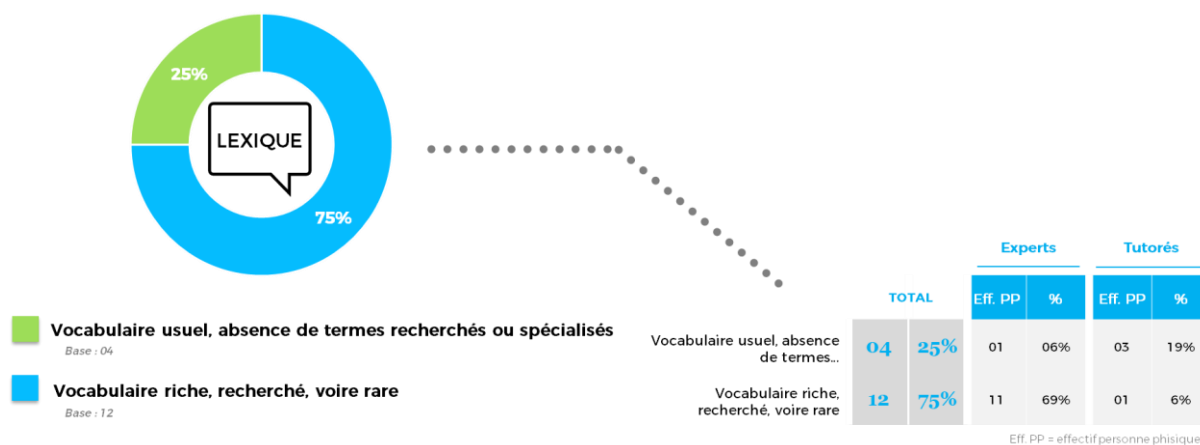 25%
LEXIQUE
75%
Vocabulaire usuel, absence de termes recherchés ou spécialisés
Base : 04
Vocabulaire riche, recherché, voire rare
Base : 12
Experts
Tutorés
TOTAL
Eff. PP
%
Eff. PP
%
Vocabulaire usuel, absence
de termes...
04
25%
01
06%
03
19%
Vocabulaire riche,
recherché, voire rare
12
75%
11
69%
01
6%
Eff. PP = effectif personne phisique